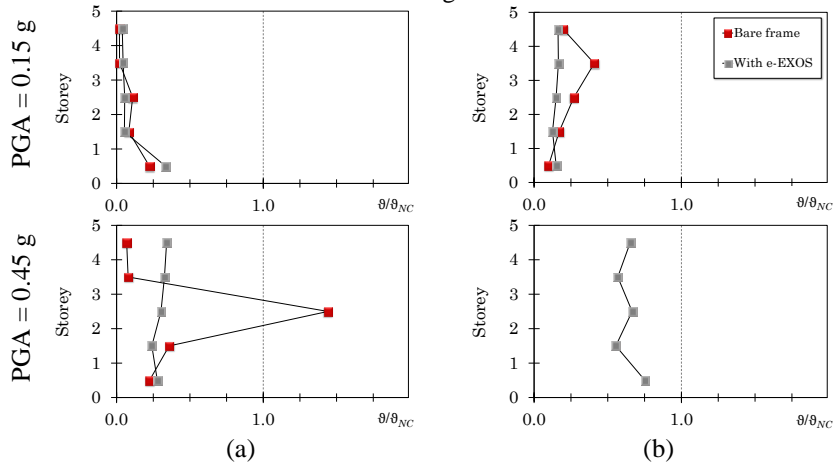 g
PGA = 0.15 g
Storey
5
4
3
2
1
0
0.0
1.0
ϑ/ϑNC
Storey
5
4
3
2
1
0
0.0
1.0
ϑ/ϑNC
Bare frame
With e-EXOS
PGA = 0.45 g
Storey
5
4
3
2
1
0
0.0
1.0
ϑ/ϑNC
Storey
5
4
3
2
1
0
0.0
1.0
ϑ/ϑNC
(a)
(b)